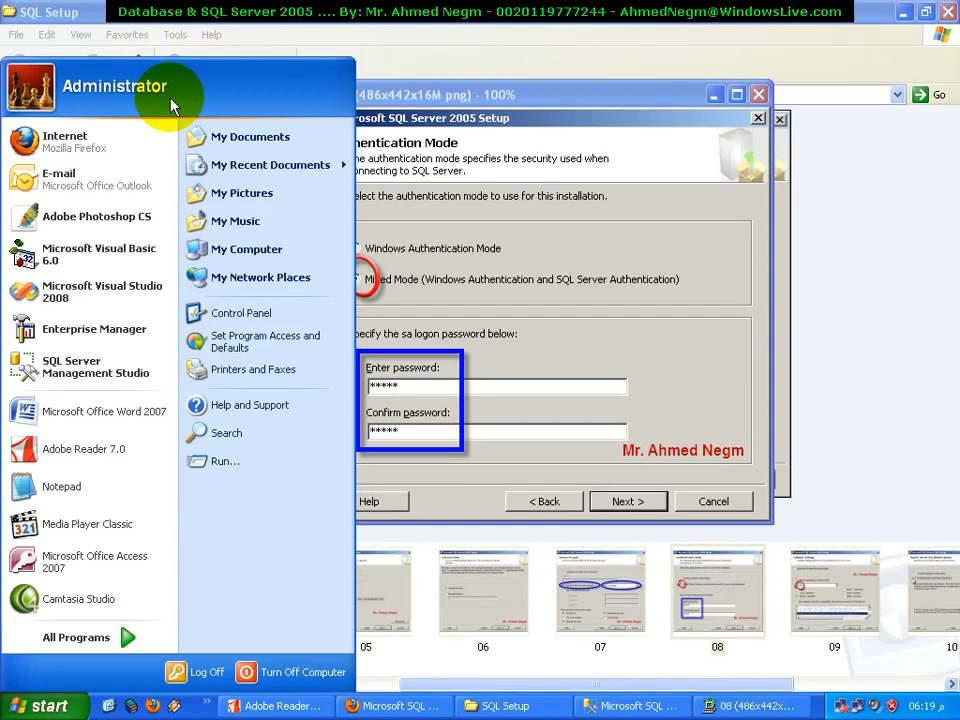 SQL Setup
Database & SQL Server 2005 .... By: Mr. Ahmed Negm - 0020119777244 - AhmedNegm@WindowsLive.com
File Edit View Favorites Tools Help
Go
Administrator
Internet
Mozilla Firefox
E-mail
Microsoft Office Outlook
Adobe Photoshop CS
Microsoft Visual Basic
6.0
Microsoft Visual Studio
2008
Enterprise Manager
SQL Server
Management Studio
Microsoft Office Word 2007
Adobe Reader 7.0
Notepad
Media Player Classic
Microsoft Office Access
2007
Camtasia Studio
All Programs
My Documents
My Recent Documents
My Pictures
My Music
My Computer
My Network Places
Control Panel
Set Program Access and
Defaults
Printers and Faxes
Help and Support
Search
Run...
Log Off Turn Off Computer
(486x442x16M png) - 100%
osoft SQL Server 2005 Setup
hentication Mode
he authentication mode specifies the security used when
onnecting to SQL Server.
elect the authentication mode to use for this installation.
Windows Authentication Mode
Mixed Mode (Windows Authentication and SQL Server Authentication)
pecify the sa logon password below:
Enter password:
*****
Confirm password:
*****
Mr. Ahmed Negm
Help < Back Next > Cancel
05 06 07 08 09 10
start
Adobe Reader... Microsoft SQL ... SQL Setup Microsoft SQL ... 08 (486x442x...
06:19 م